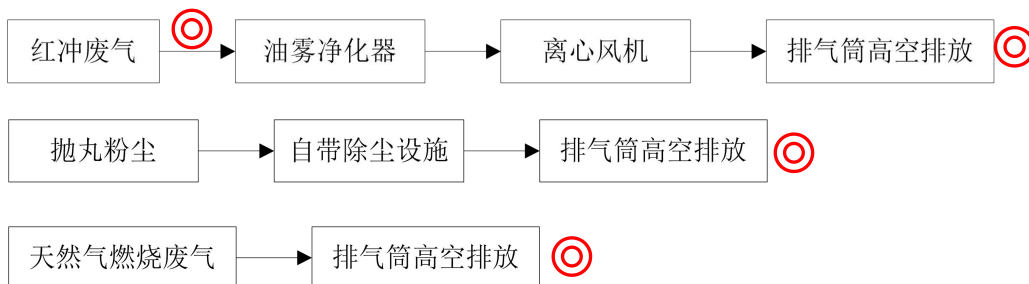 红冲废气 油雾净化器 离心风机 排气筒高空排放
抛丸粉尘 自带除尘设施 排气筒高空排放
天然气燃烧废气 排气筒高空排放